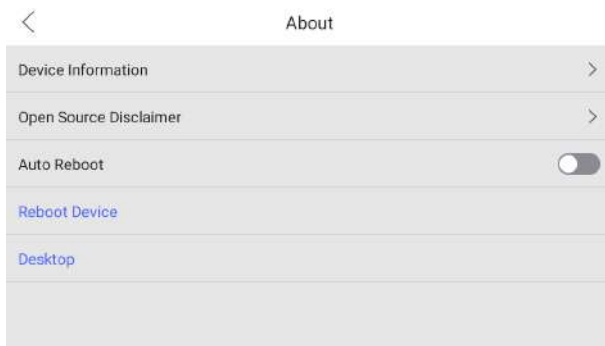 About
Device Information
Open Source Disclaimer
Auto Reboot
Reboot Device
Desktop